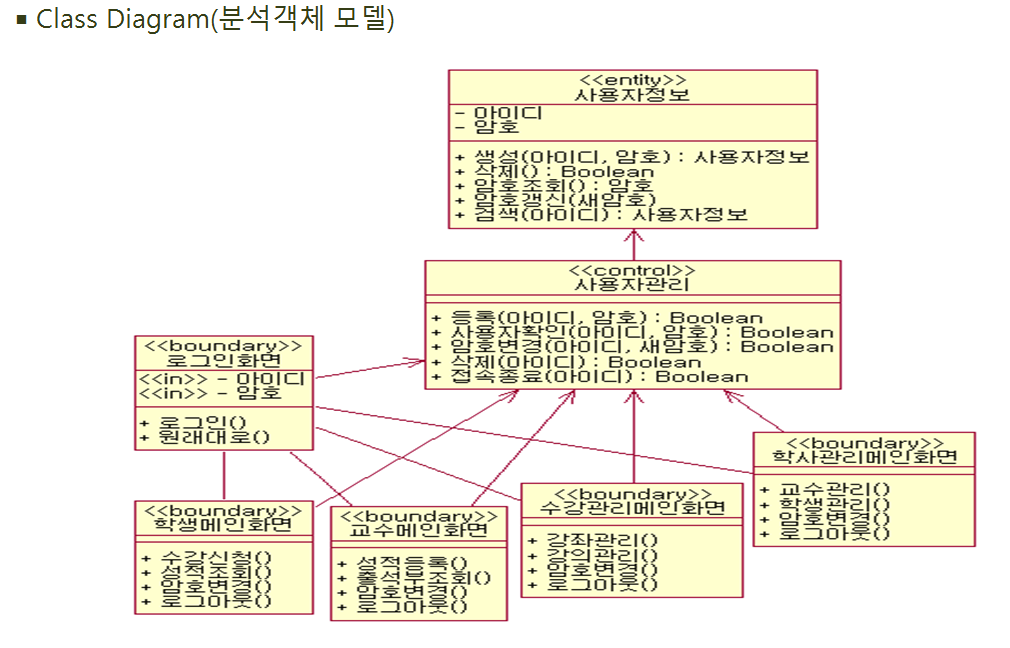 ▪ Class Diagram(분석객체 모델)
<<entity>>
사용자정보
- 아이디
- 암호
+ 생성(아이디, 암호) : 사용자정보
+ 삭제() : Boolean
+ 암호조회() : 암호
+ 암호갱신(새암호)
+ 검색(아이디) : 사용자정보
<<control>>
사용자관리
+ 등록(아이디, 암호) : Boolean
+ 사용자확인(아이디, 암호) : Boolean
+ 암호변경(아이디, 새암호) : Boolean
+ 삭제(아이디) : Boolean
+ 접속종료(아이디) : Boolean
<<boundary>>
로그인화면
<<in>> - 아이디
<<in>> - 암호
+ 로그인()
+ 원래대로()
<<boundary>>
학생메인화면
+ 수강신청()
+ 성적조회()
+ 암호변경()
+ 로그아웃()
<<boundary>>
교수메인화면
+ 성적등록()
+ 출석부조회()
+ 암호변경()
+ 로그아웃()
<<boundary>>
수강관리메인화면
+ 강좌관리()
+ 강의관리()
+ 암호변경()
+ 로그아웃()
<<boundary>>
학사관리메인화면
+ 교수관리()
+ 학생관리()
+ 암호변경()
+ 로그아웃()